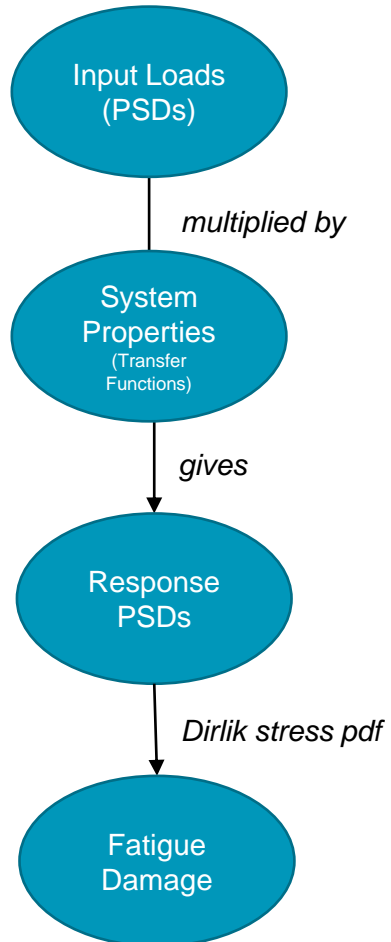 Input Loads
(PSDs)
multiplied by
System
Properties
(Transfer
Functions)
gives
Response
PSDs
Dirlik stress pdf
Fatigue
Damage